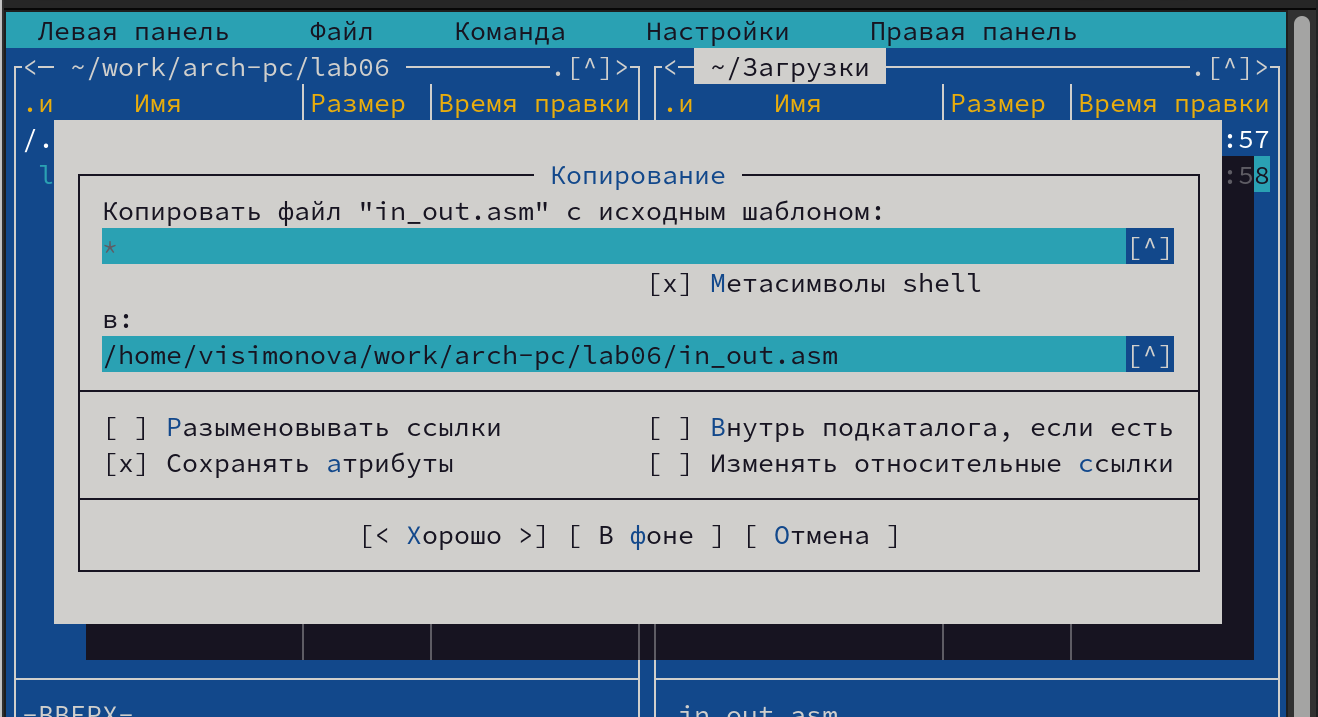 Левая панель Файл Команда Настройки Правая панель
<— ~/work/arch-pc/lab06 .[^]> <— ~/Загрузки .[^]>
.и Имя Размер Время правки .и Имя Размер Время правки
/. :57
l :58
Копирование
Копировать файл "in_out.asm" с исходным шаблоном:
* [^]
[x] Метасимволы shell
в:
/home/visimonova/work/arch-pc/lab06/in_out.asm [^]
[ ] Разыменовывать ссылки [ ] Внутрь подкаталога, если есть
[x] Сохранять атрибуты [ ] Изменять относительные ссылки
[< Хорошо >] [ В фоне ] [ Отмена ]
-ВВЕРХ- in_out.asm